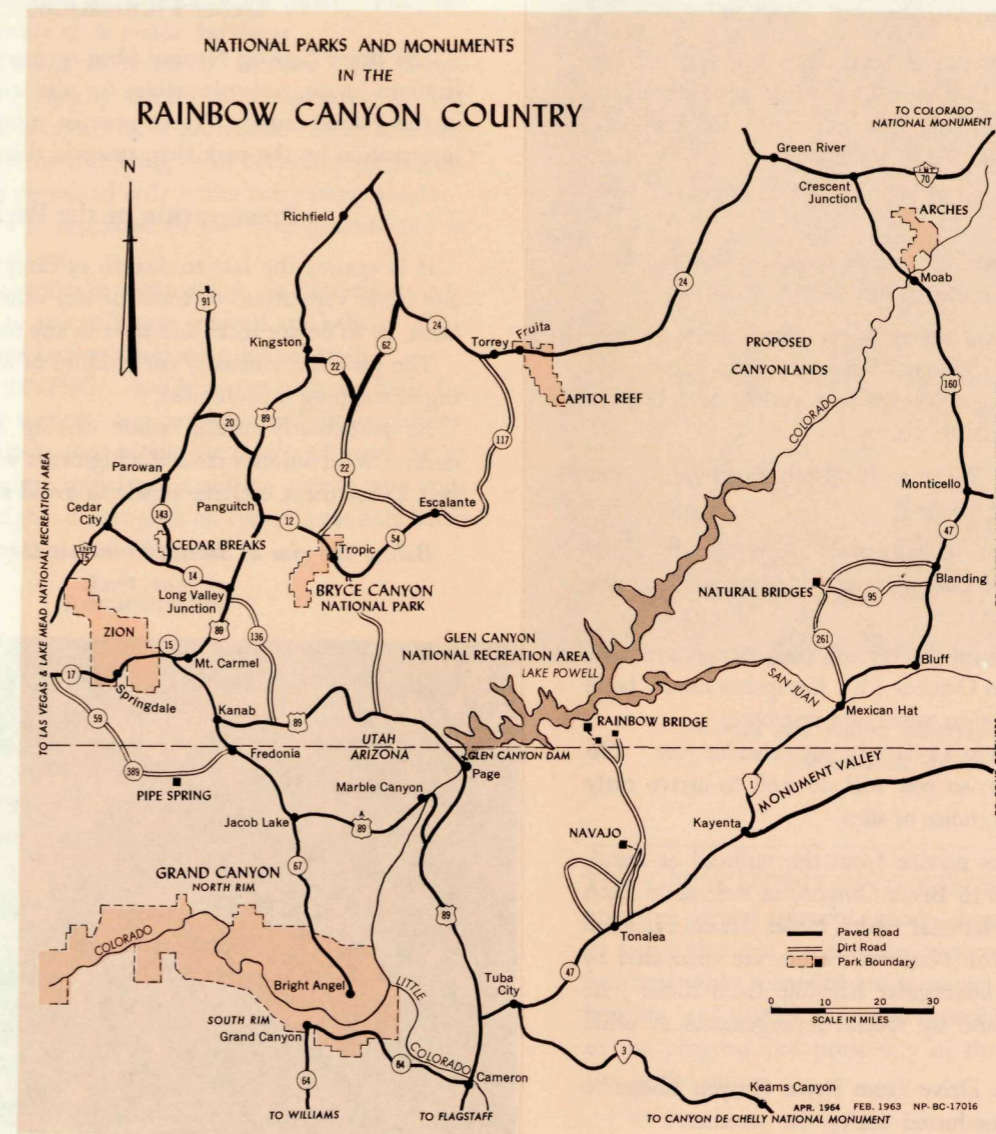 NATIONAL PARKS AND MONUMENTS
IN THE
RAINBOW CANYON COUNTRY
TO COLORADO
NATIONAL MONUMENT
N
Green River
Crescent
Junction
INT
70
ARCHES
Moab
Richfield
91
24
62
24
Kingston
22
Torrey
Fruita
CAPITOL REEF
PROPOSED
CANYONLANDS
COLORADO
160
20
89
117
22
Parowan
Monticello
Cedar
City
143
Panguitch
12
Escalante
54
47
INT
15
CEDAR BREAKS
Tropic
14
Long Valley
Junction
BRYCE CANYON
NATIONAL PARK
NATURAL BRIDGES
95
Blanding
TO LAS VEGAS & LAKE MEAD NATIONAL RECREATION AREA
ZION
89
136
15
GLEN CANYON
NATIONAL RECREATION AREA
LAKE POWELL
261
SAN JUAN
Bluff
17
Mt. Carmel
Springdale
Mexican Hat
59
Kanab
89
RAINBOW BRIDGE
UTAH
ARIZONA
Fredonia
GLEN CANYON DAM
389
Page
PIPE SPRING
Marble Canyon
1
MONUMENT VALLEY
Jacob Lake
A
89
Kayenta
NAVAJO
67
GRAND CANYON
NORTH RIM
89
COLORADO
Tonalea
Paved Road
Dirt Road
Park Boundary
Bright Angel
LITTLE
COLORADO
Tuba
City
47
0 10 20 30
SCALE IN MILES
SOUTH RIM
Grand Canyon
64
64
Cameron
3
Keams Canyon
APR. 1964 FEB. 1963 NP-BC-17016
TO WILLIAMS
TO FLAGSTAFF
TO CANYON DE CHELLY NATIONAL MONUMENT